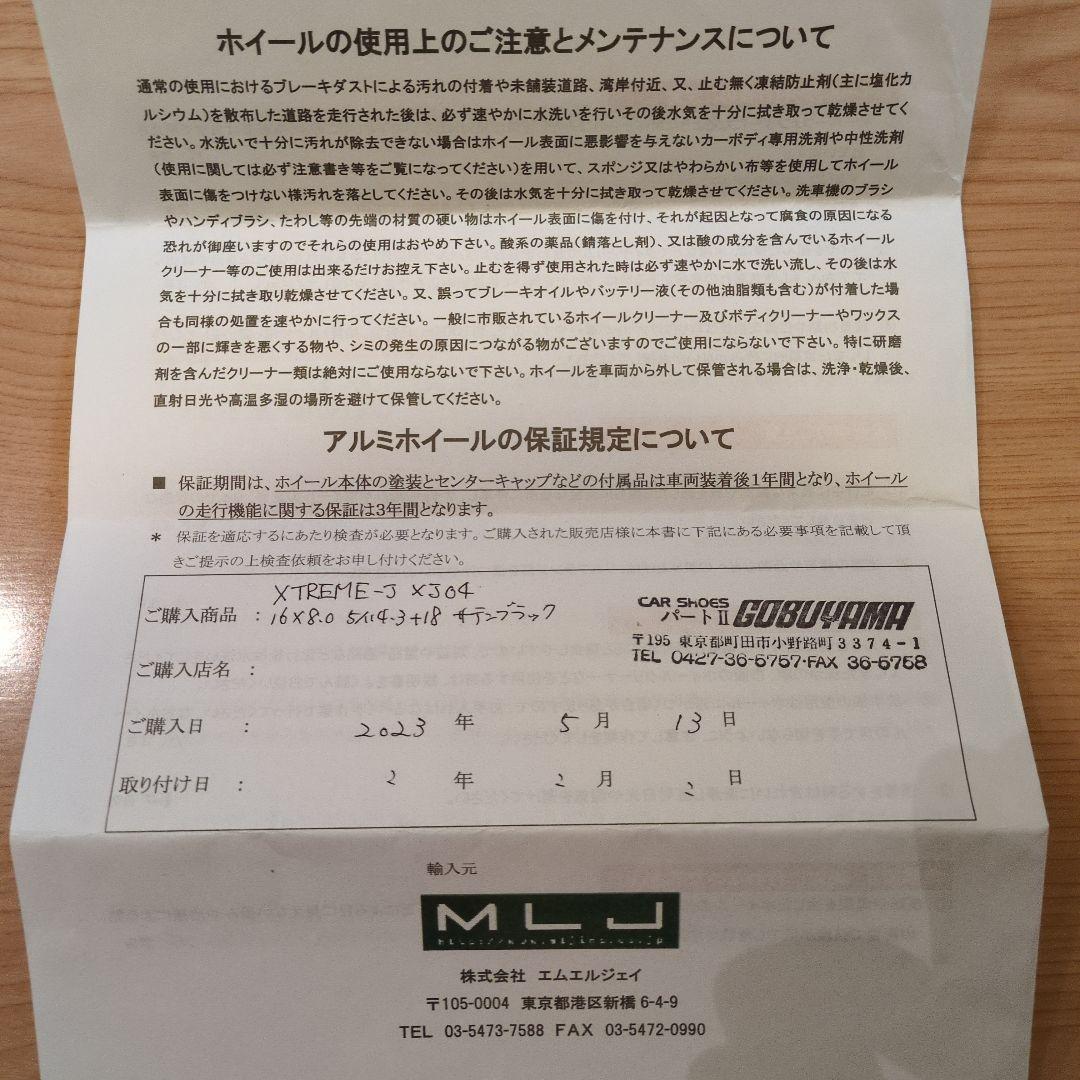 ホイールの使用上のご注意とメンテナンスについて
通常の使用におけるブレーキダストによる汚れの付着や未舗装道路、湾岸付近、又、止む無く凍結防止剤(主に塩化カ
ルシウム)を散布した道路を走行された後は、必ず速やかに水洗いを行いその後水気を十分に拭き取って乾燥させてく
ださい。水洗いで十分に汚れが除去できない場合はホイール表面に悪影響を与えないカーボディ専用洗剤や中性洗剤
(使用に関しては必ず注意書き等をご覧になってください)を用いて、スポンジ又はやわらかい布等を使用してホイール
表面に傷をつけない様汚れを落としてください。その後は水気を十分に拭き取って乾燥させてください。洗車機のブラシ
やハンディブラシ、たわし等の先端の材質の硬い物はホイール表面に傷を付け、それが起因となって腐食の原因になる
恐れが御座いますのでそれらの使用はおやめ下さい。酸系の薬品(錆落とし剤)、又は酸の成分を含んでいるホイール
クリーナー等のご使用は出来るだけお控え下さい。止むを得ず使用された時は必ず速やかに水で洗い流し、その後は水
気を十分に拭き取り乾燥させてください。又、誤ってブレーキオイルやバッテリー液(その他油脂類も含む)が付着した場
合も同様の処置を速やかに行ってください。一般に市販されているホイールクリーナー及びボディクリーナーやワックス
の一部に輝きを悪くする物や、シミの発生の原因につながる物がございますのでご使用にならないで下さい。特に研磨
剤を含んだクリーナー類は絶対にご使用ならないで下さい。ホイールを車両から外して保管される場合は、洗浄・乾燥後、
直射日光や高温多湿の場所を避けて保管してください。
アルミホイールの保証規定について
■ 保証期間は、ホイール本体の塗装とセンターキャップなどの付属品は車両装着後1年間となり、ホイール
の走行機能に関する保証は3年間となります。
* 保証を適応するにあたり検査が必要となります。ご購入された販売店様に本書に下記にある必要事項を記載して頂
きご提示の上検査依頼をお申し付けください。
XTREME-J XJ04
ご購入商品 : 16×8.0 5/114.3+18 サテンブラック
CAR SHOES
パートII GOBUYAMA
〒195 東京都町田市小野路町3374-1
TEL 0427-36-5757・FAX 36-5758
ご購入店名 :
ご購入日 : 2023 年 5 月 13 日
取り付け日 : 年 月 日
輸入元
MLJ
株式会社 エムエルジェイ
〒105-0004 東京都港区新橋 6-4-9
TEL 03-5473-7588 FAX 03-5472-0990